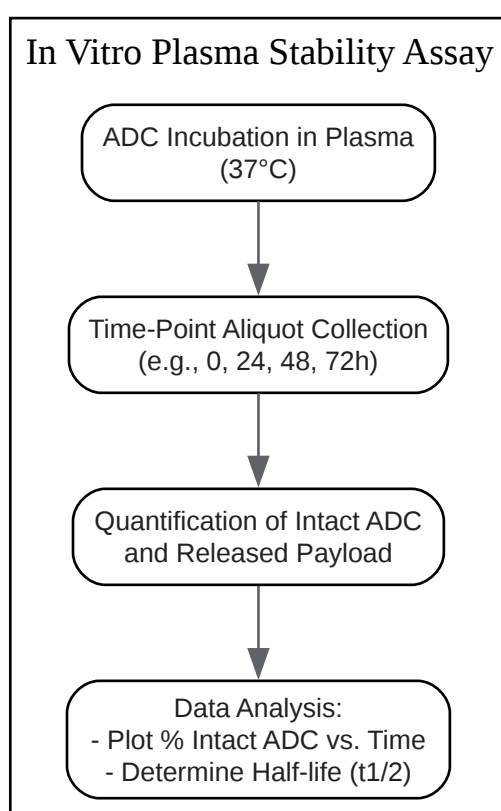 In Vitro Plasma Stability Assay
ADC Incubation in Plasma
(37°C)
Time-Point Aliquot Collection
(e.g., 0, 24, 48, 72h)
Quantification of Intact ADC
and Released Payload
Data Analysis:
- Plot % Intact ADC vs. Time
- Determine Half-life (t1/2)